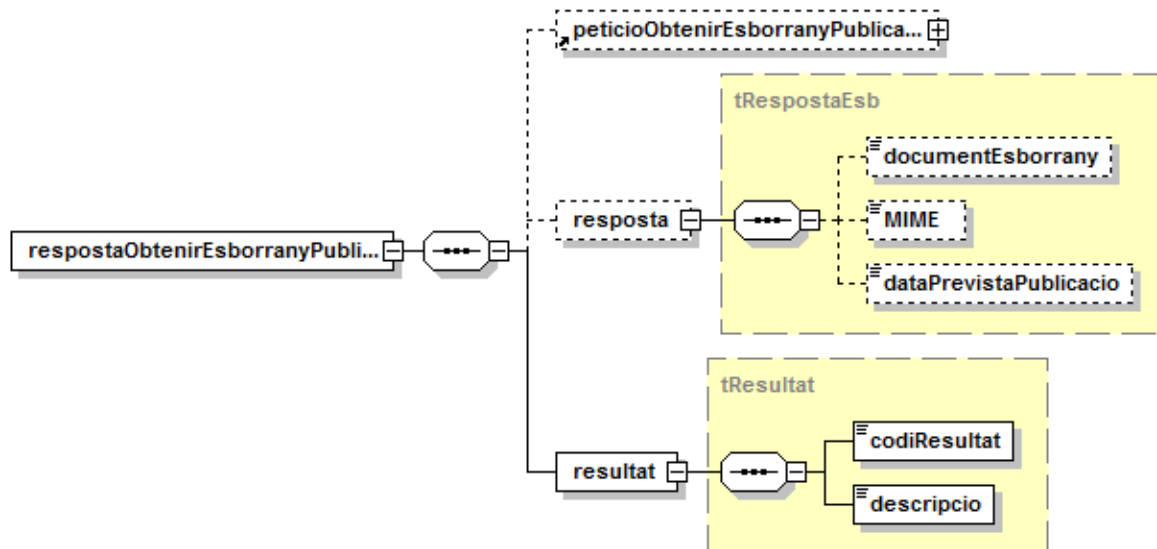 peticioObtenirEsborranyPublica...
tRespostaEsb
documentEsborrany
resposta
MIME
respostaObtenirEsborranyPubli...
dataPrevistaPublicacio
tResultat
codiResultat
resultat
descripcio